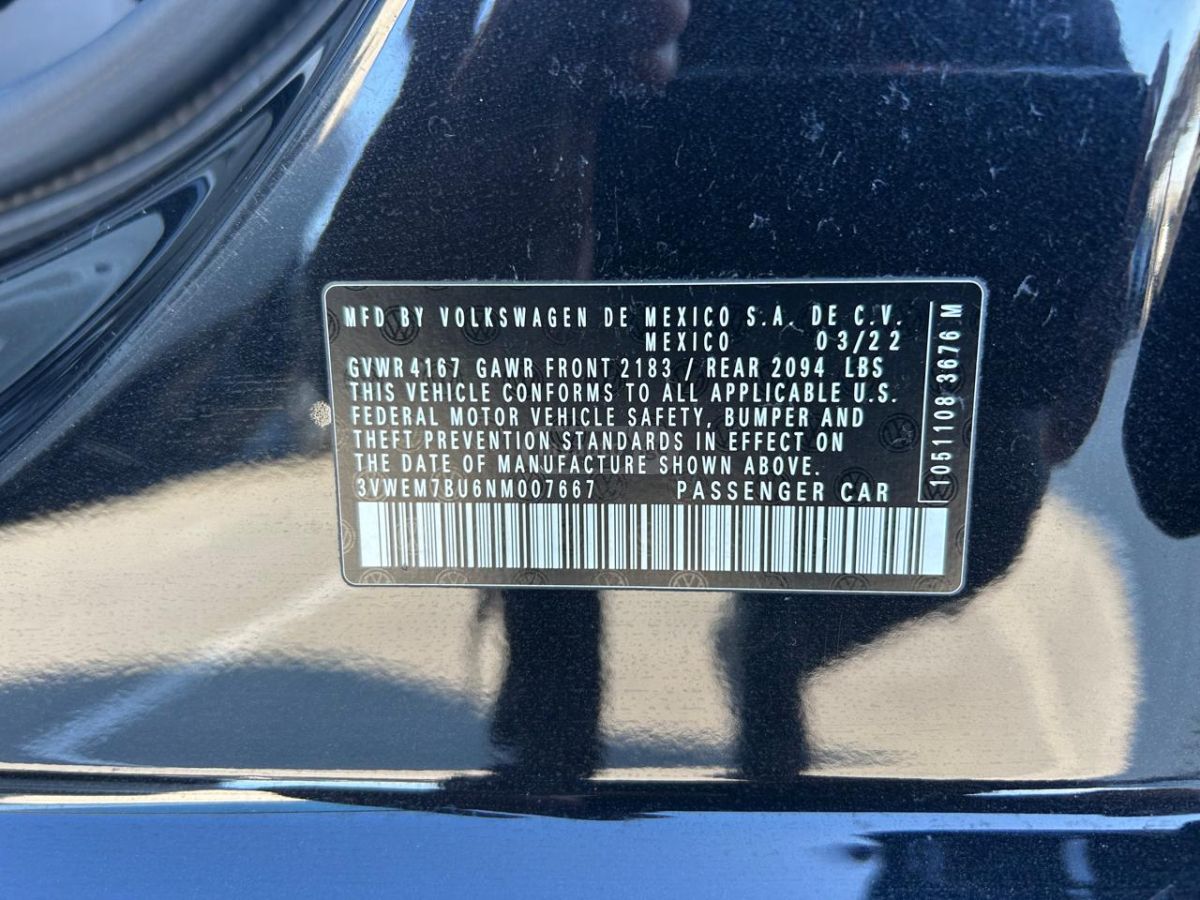 MFD BY VOLKSWAGEN DE MEXICO S.A. DE C.V.
MEXICO 03/22
GVWR 4167 GAWR FRONT 2183 / REAR 2094 LBS
THIS VEHICLE CONFORMS TO ALL APPLICABLE U.S.
FEDERAL MOTOR VEHICLE SAFETY, BUMPER AND
THEFT PREVENTION STANDARDS IN EFFECT ON
THE DATE OF MANUFACTURE SHOWN ABOVE.
3VWEM7BU6NM007667 PASSENGER CAR
1051108 3676 M